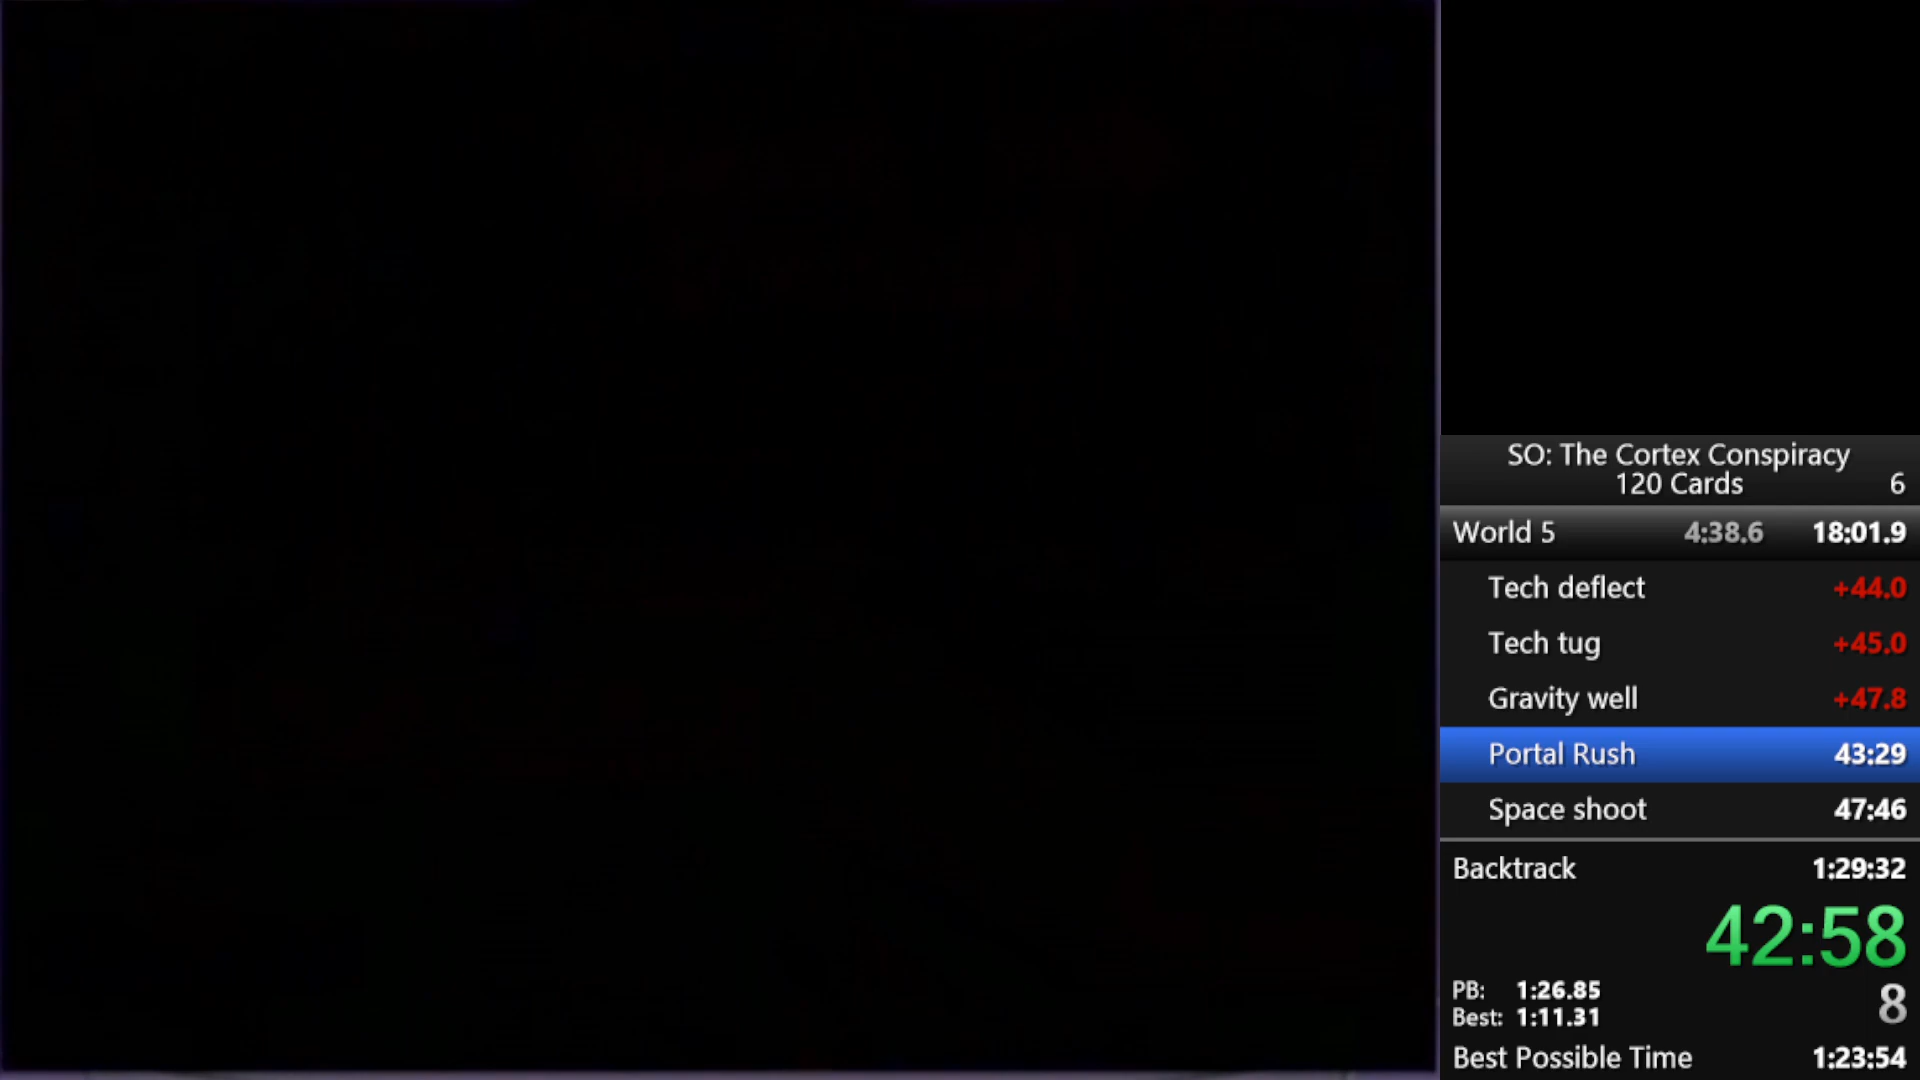 SO: The Cortex Conspiracy
120 Cards 6
World 5 4:38.6 18:01.9
Tech deflect +44.0
Tech tug +45.0
Gravity well +47.8
Portal Rush 43:29
Space shoot 47:46
Backtrack 1:29:32
42:58
PB: 1:26.85
8
Best: 1:11.31
Best Possible Time 1:23:54